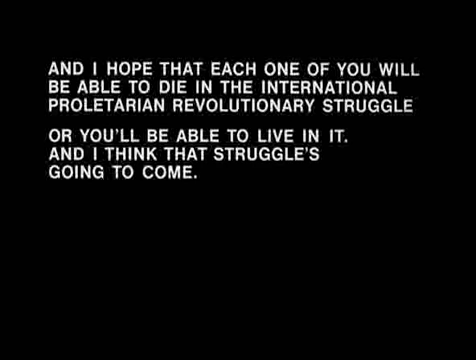 AND I HOPE THAT EACH ONE OF YOU WILL
BE ABLE TO DIE IN THE INTERNATIONAL
PROLETARIAN REVOLUTIONARY STRUGGLE
OR YOU'LL BE ABLE TO LIVE IN IT.
AND I THINK THAT STRUGGLE'S
GOING TO COME.